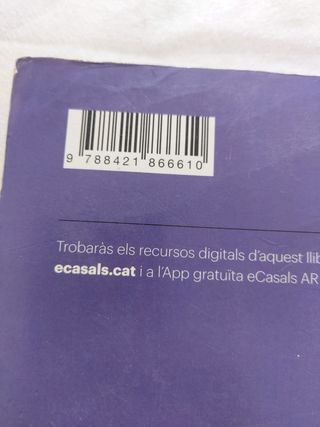 9 788421 866610
Trobaràs els recursos digitals d'aquest
ecasals.cat i a l'App gratuïta eCasals AR